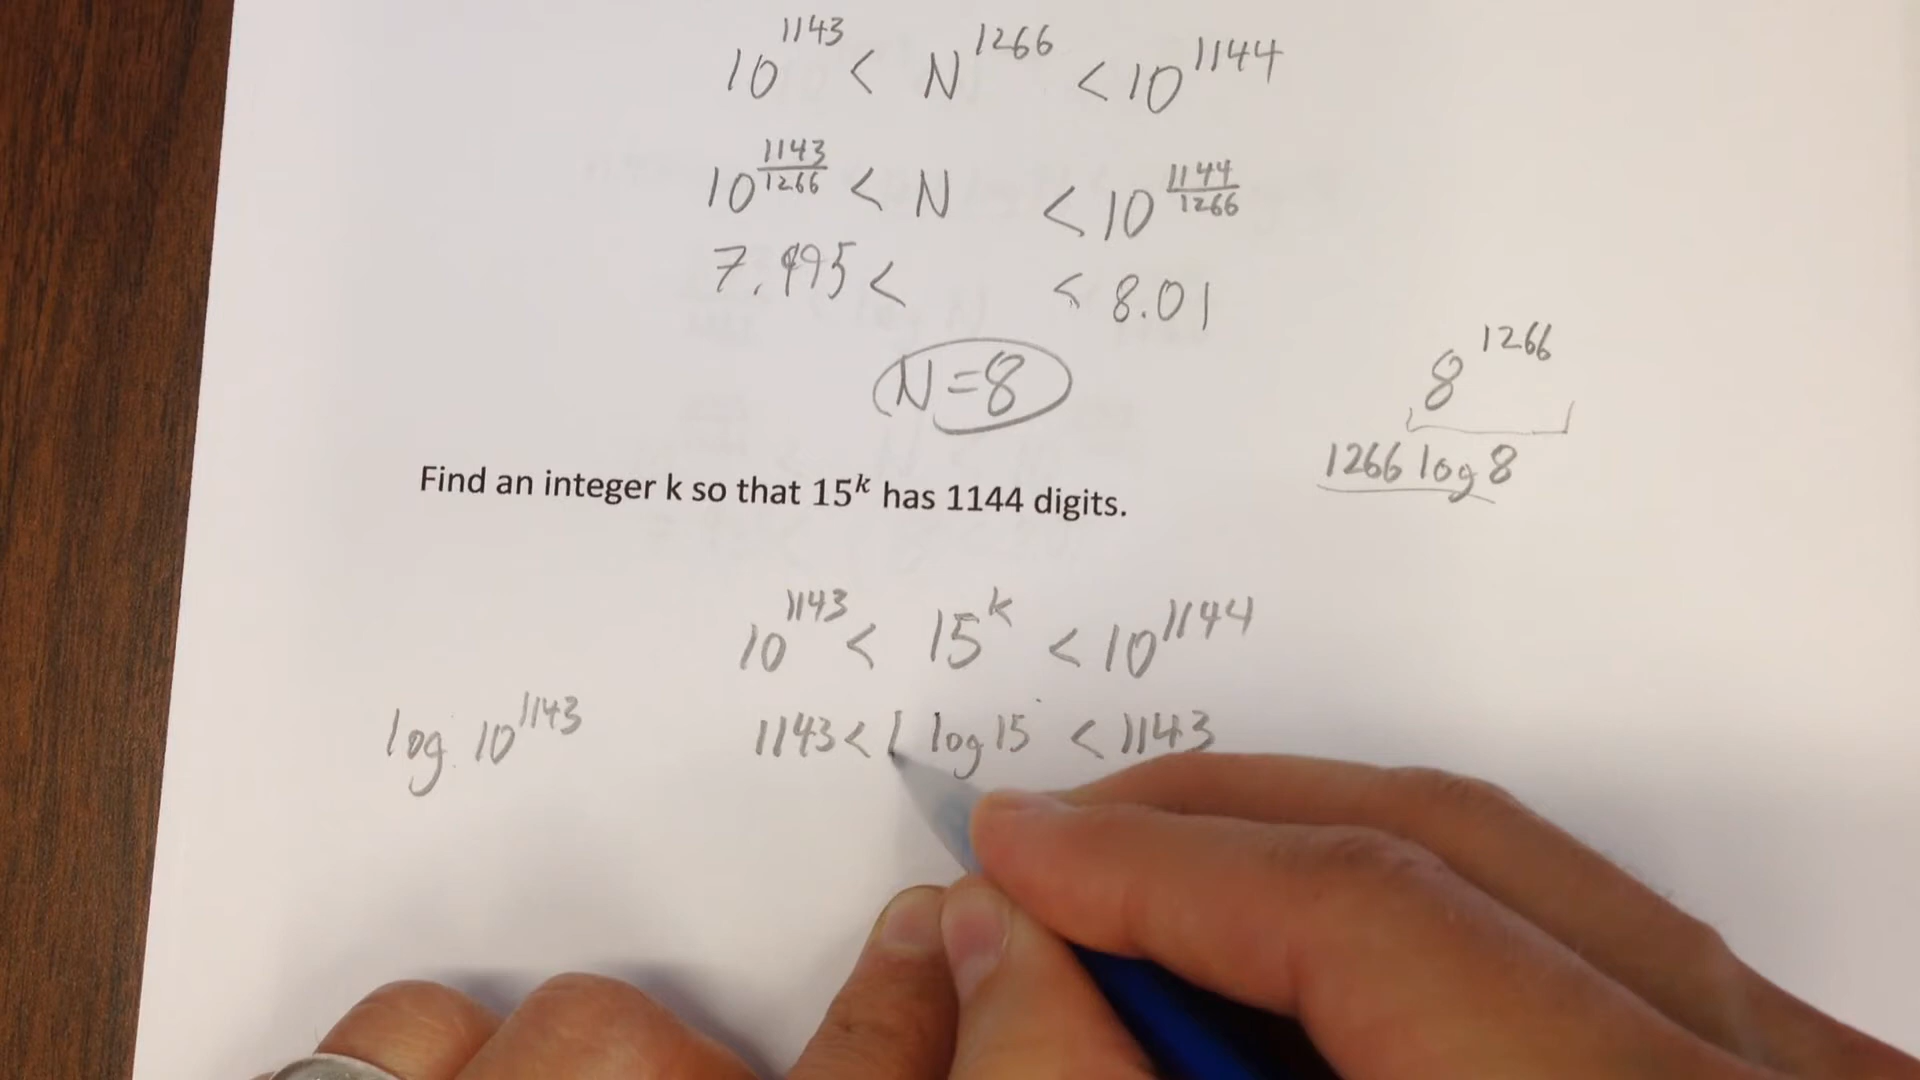 10^1143 < N^1266 < 10^1144
10^(1143/1266) < N < 10^(1144/1266)
7.995 < < 8.01
N=8
8^1266
1266 log 8
Find an integer k so that 15^k has 1144 digits.
10^1143 < 15^k < 10^1144
log 10^1143
1143 < log 15 < 1143